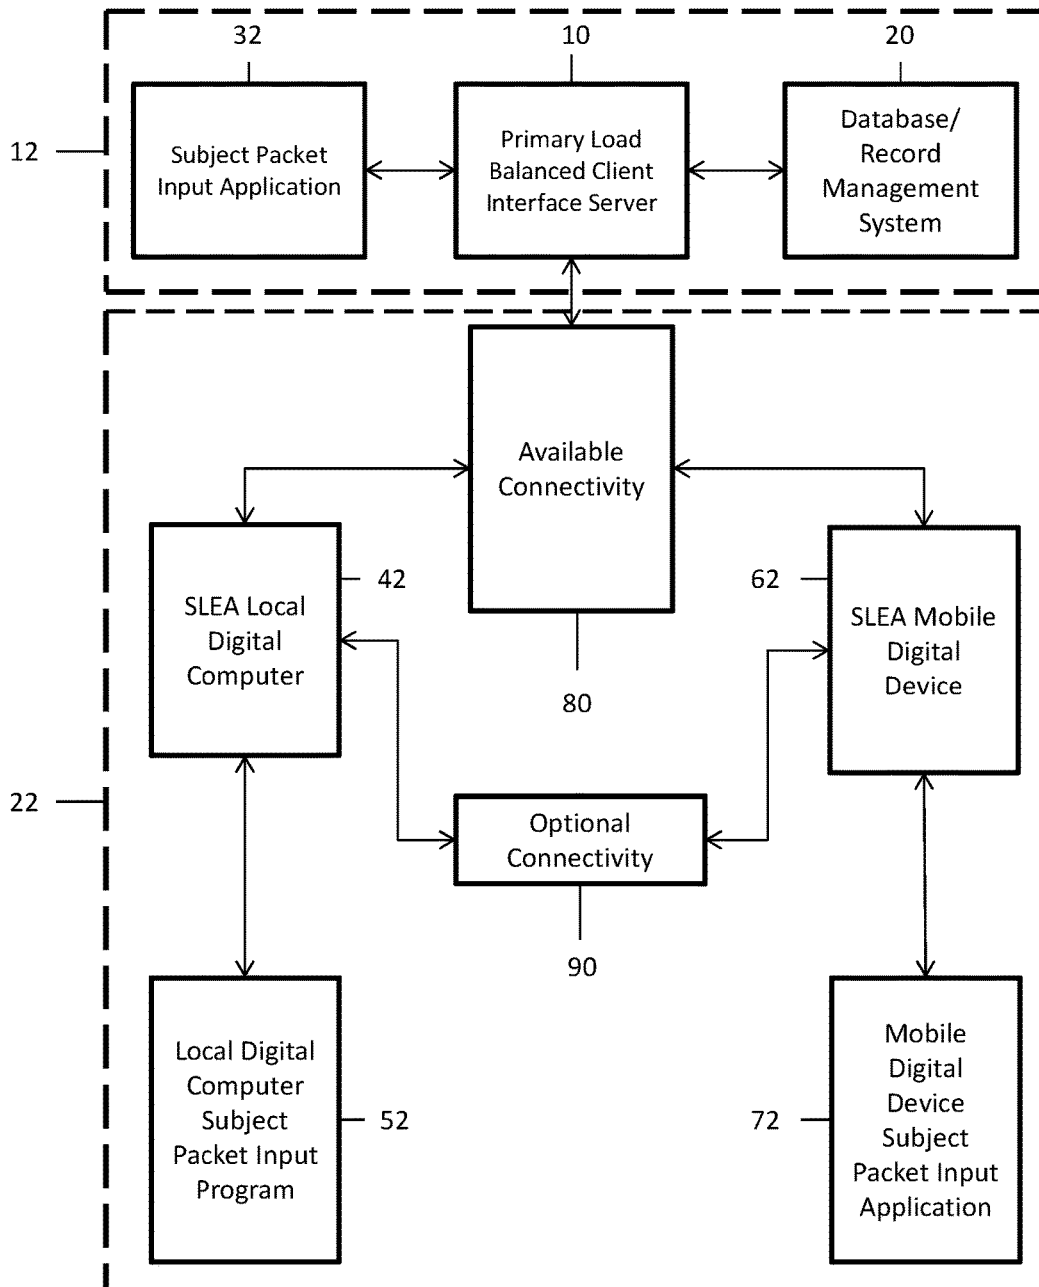 32
10
20
12
Subject Packet
Input Application
Primary Load
Balanced Client
Interface Server
Database/
Record
Management
System
Available
Connectivity
42
62
SLEA Local
Digital
Computer
SLEA Mobile
Digital
Device
80
22
Optional
Connectivity
90
Local Digital
Computer
Subject
Packet Input
Program
52
72
Mobile
Digital
Device
Subject
Packet Input
Application